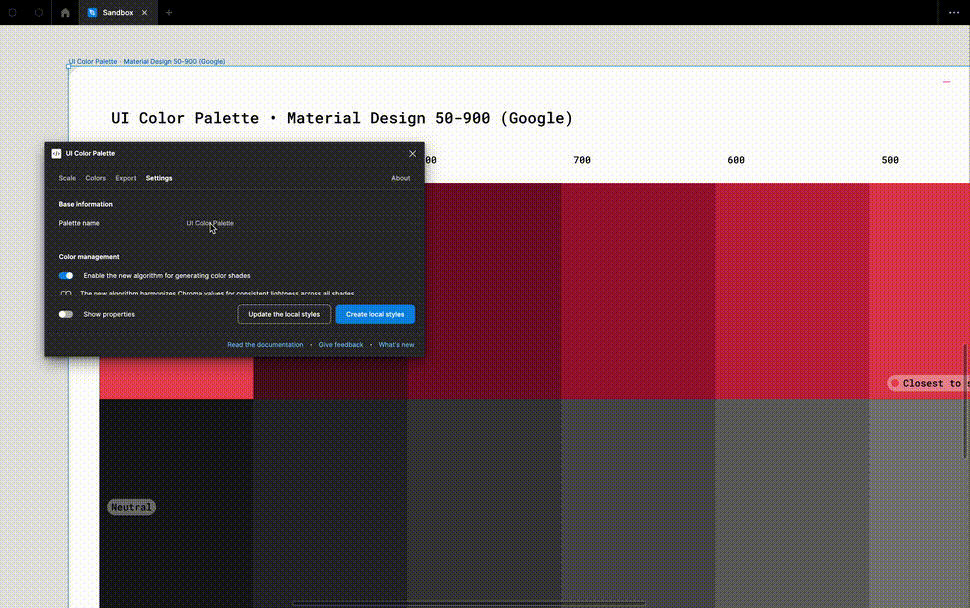 Sandbox
UI Color Palette · Material Design 50-900 (Google)
UI Color Palette • Material Design 50-900 (Google)
00 700 600 500
UI Color Palette
Scale Colors Export Settings About
Base information
Palette name UI Color Palette
Color management
Enable the new algorithm for generating color shades
The new algorithm harmonizes Chroma values for consistent lightness across all shades
Show properties Update the local styles Create local styles
Read the documentation • Give feedback • What's new
Closest to s
Neutral